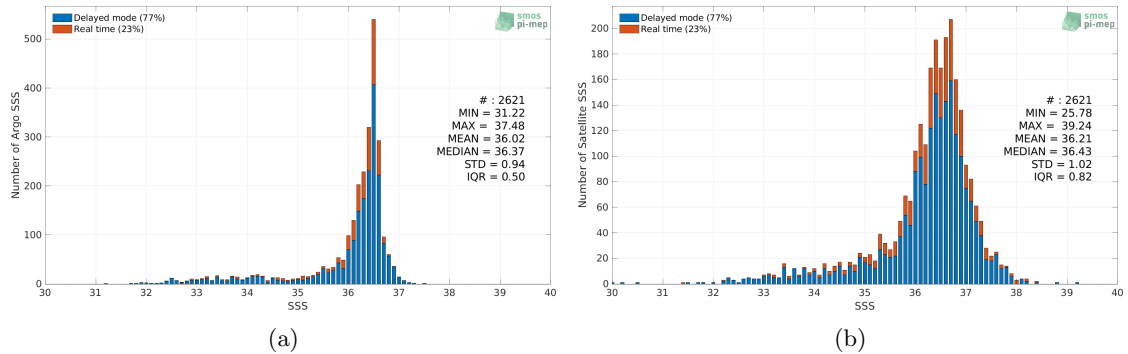 Delayed mode (77%)
Real time (23%)
smos
pi-mep
500
400
300
200
100
0
Number of Argo SSS
# : 2621
MIN = 31.22
MAX = 37.48
MEAN = 36.02
MEDIAN = 36.37
STD = 0.94
IQR = 0.50
30 31 32 33 34 35 36 37 38 39 40
SSS
(a)
Delayed mode (77%)
Real time (23%)
smos
pi-mep
200
180
160
140
120
100
80
60
40
20
0
Number of Satellite SSS
# : 2621
MIN = 25.78
MAX = 39.24
MEAN = 36.21
MEDIAN = 36.43
STD = 1.02
IQR = 0.82
30 31 32 33 34 35 36 37 38 39 40
SSS
(b)